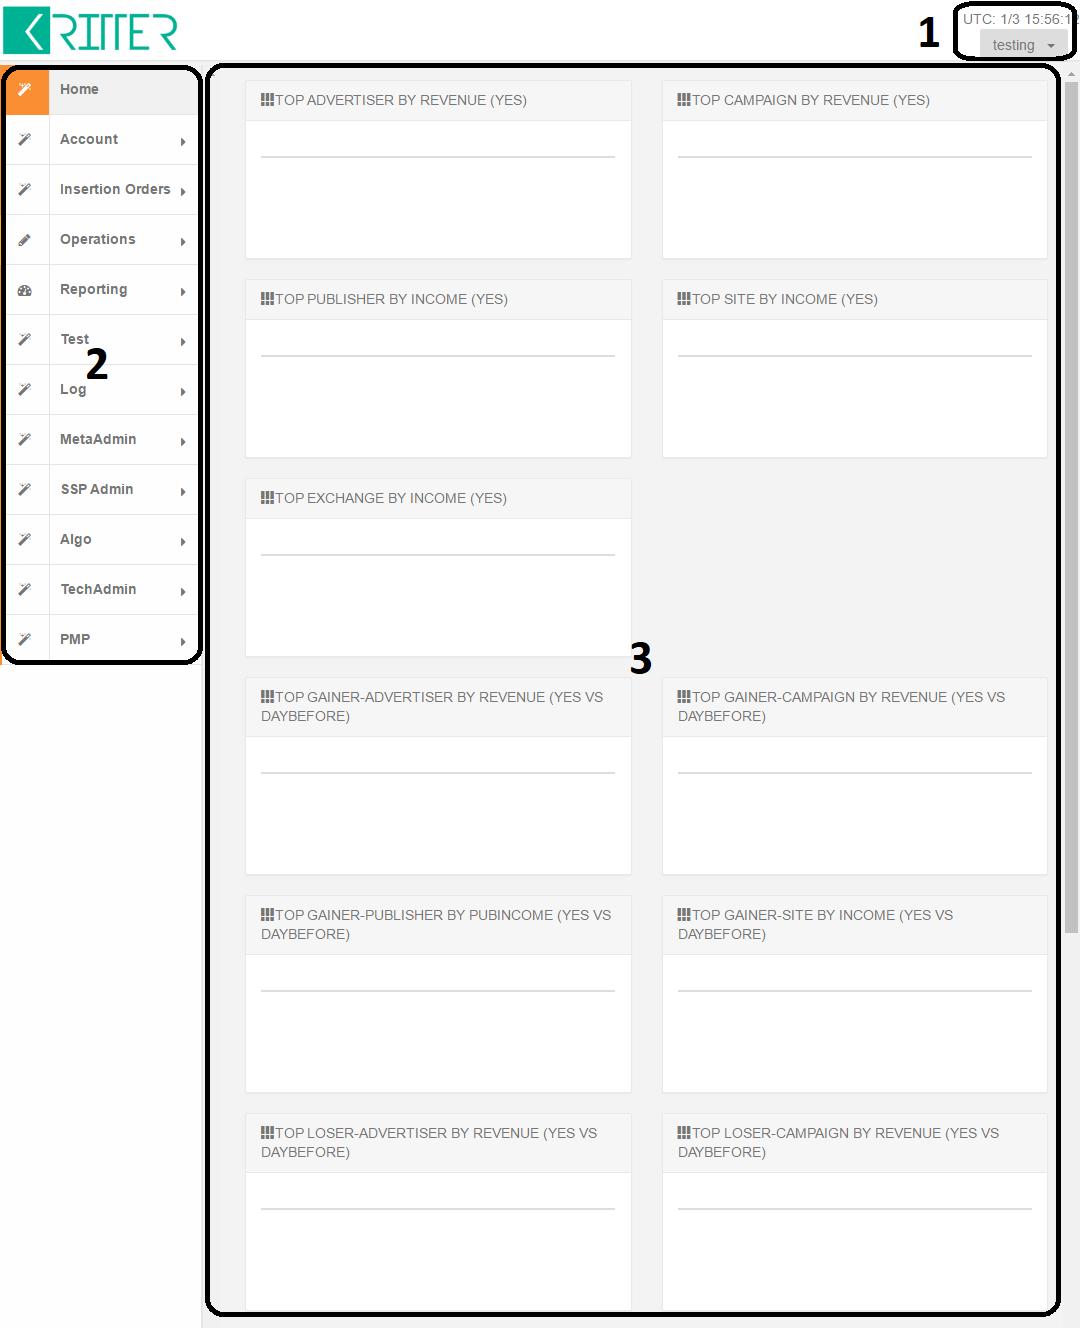 KRITTER
1
UTC: 1/3 15:56:12
testing
Home
Account
Insertion Orders
Operations
Reporting
Test
2
Log
MetaAdmin
SSP Admin
Algo
TechAdmin
PMP
TOP ADVERTISER BY REVENUE (YES)
TOP CAMPAIGN BY REVENUE (YES)
TOP PUBLISHER BY INCOME (YES)
TOP SITE BY INCOME (YES)
TOP EXCHANGE BY INCOME (YES)
3
TOP GAINER-ADVERTISER BY REVENUE (YES VS
DAYBEFORE)
TOP GAINER-CAMPAIGN BY REVENUE (YES VS
DAYBEFORE)
TOP GAINER-PUBLISHER BY PUBINCOME (YES VS
DAYBEFORE)
TOP GAINER-SITE BY INCOME (YES VS
DAYBEFORE)
TOP LOSER-ADVERTISER BY REVENUE (YES VS
DAYBEFORE)
TOP LOSER-CAMPAIGN BY REVENUE (YES VS
DAYBEFORE)